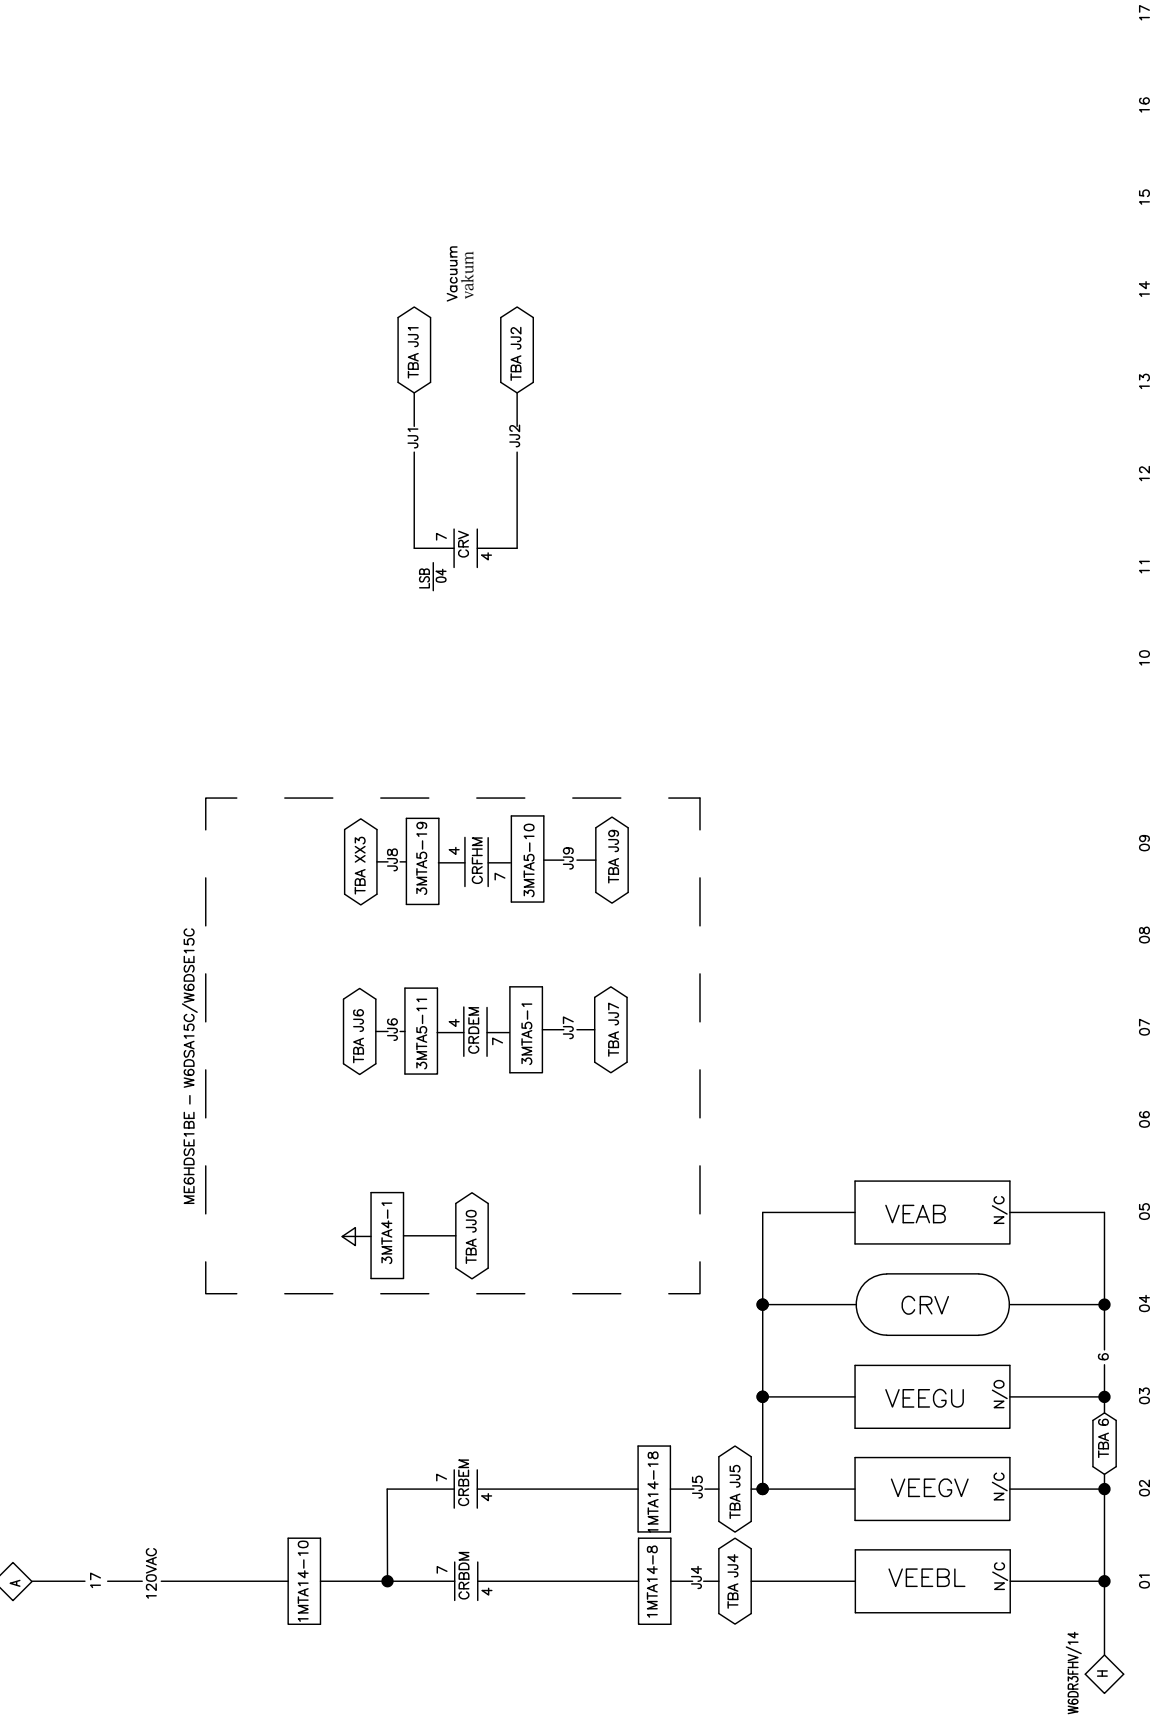 A
17
120VAC
1MTA14-10
7
CRBDM
4
1MTA14-8
JJ4
TBA JJ4
VEEBL
N/C
01
W6DR3FHV/14
H
7
CRBEM
4
1MTA14-18
JJ5
TBA JJ5
VEEGV
N/C
02
TBA 6
VEEGU
N/O
03
6
CRV
04
VEAB
N/C
05
ME6HDSE1BE - W6DSA15C/W6DSE15C
3MTA4-1
TBA JJ0
06
TBA JJ6
JJ6
3MTA5-11
4
CRDEM
7
3MTA5-1
JJ7
TBA JJ7
07
08
TBA XX3
JJ8
3MTA5-19
4
CRFHM
7
3MTA5-10
JJ9
TBA JJ9
09
10
LSB
04
7
CRV
4
11
12
JJ1
JJ2
TBA JJ1
TBA JJ2
13
Vacuum
vakum
14
15
16
17